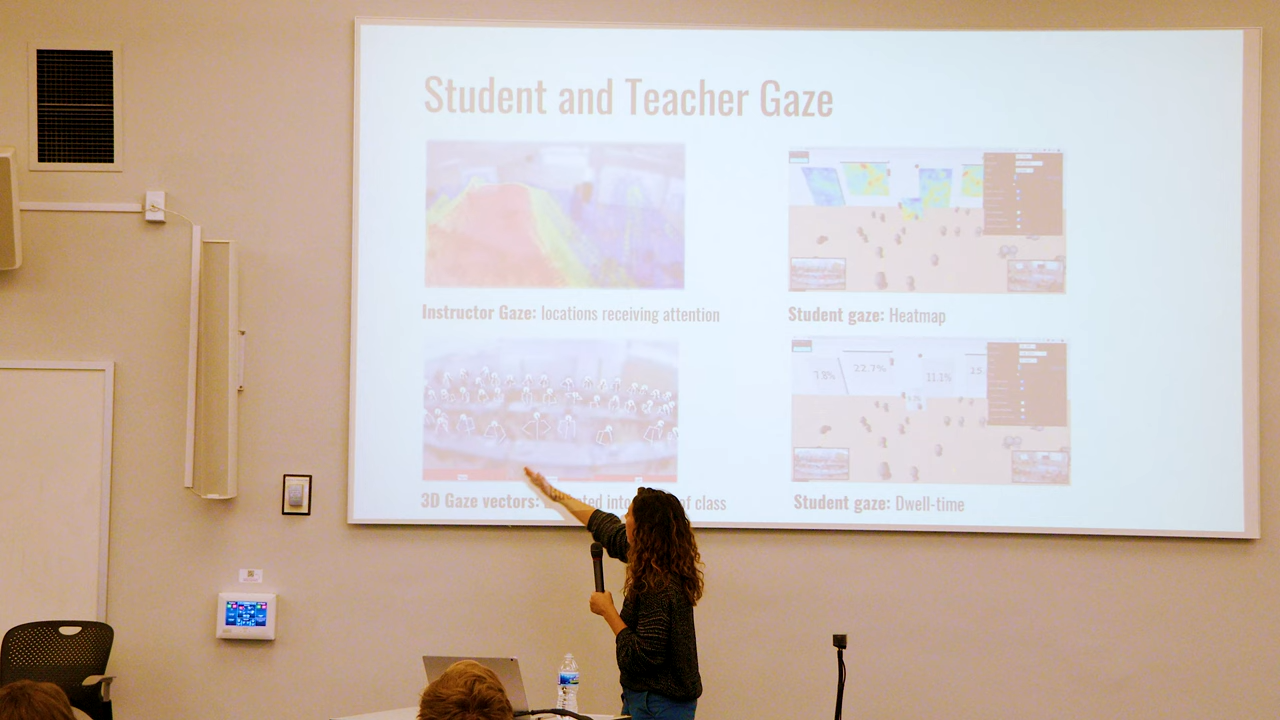 Student and Teacher Gaze
Instructor Gaze: locations receiving attention
Student gaze: Heatmap
22.7%
11.1%
3D Gaze vectors: of class
Student gaze: Dwell-time